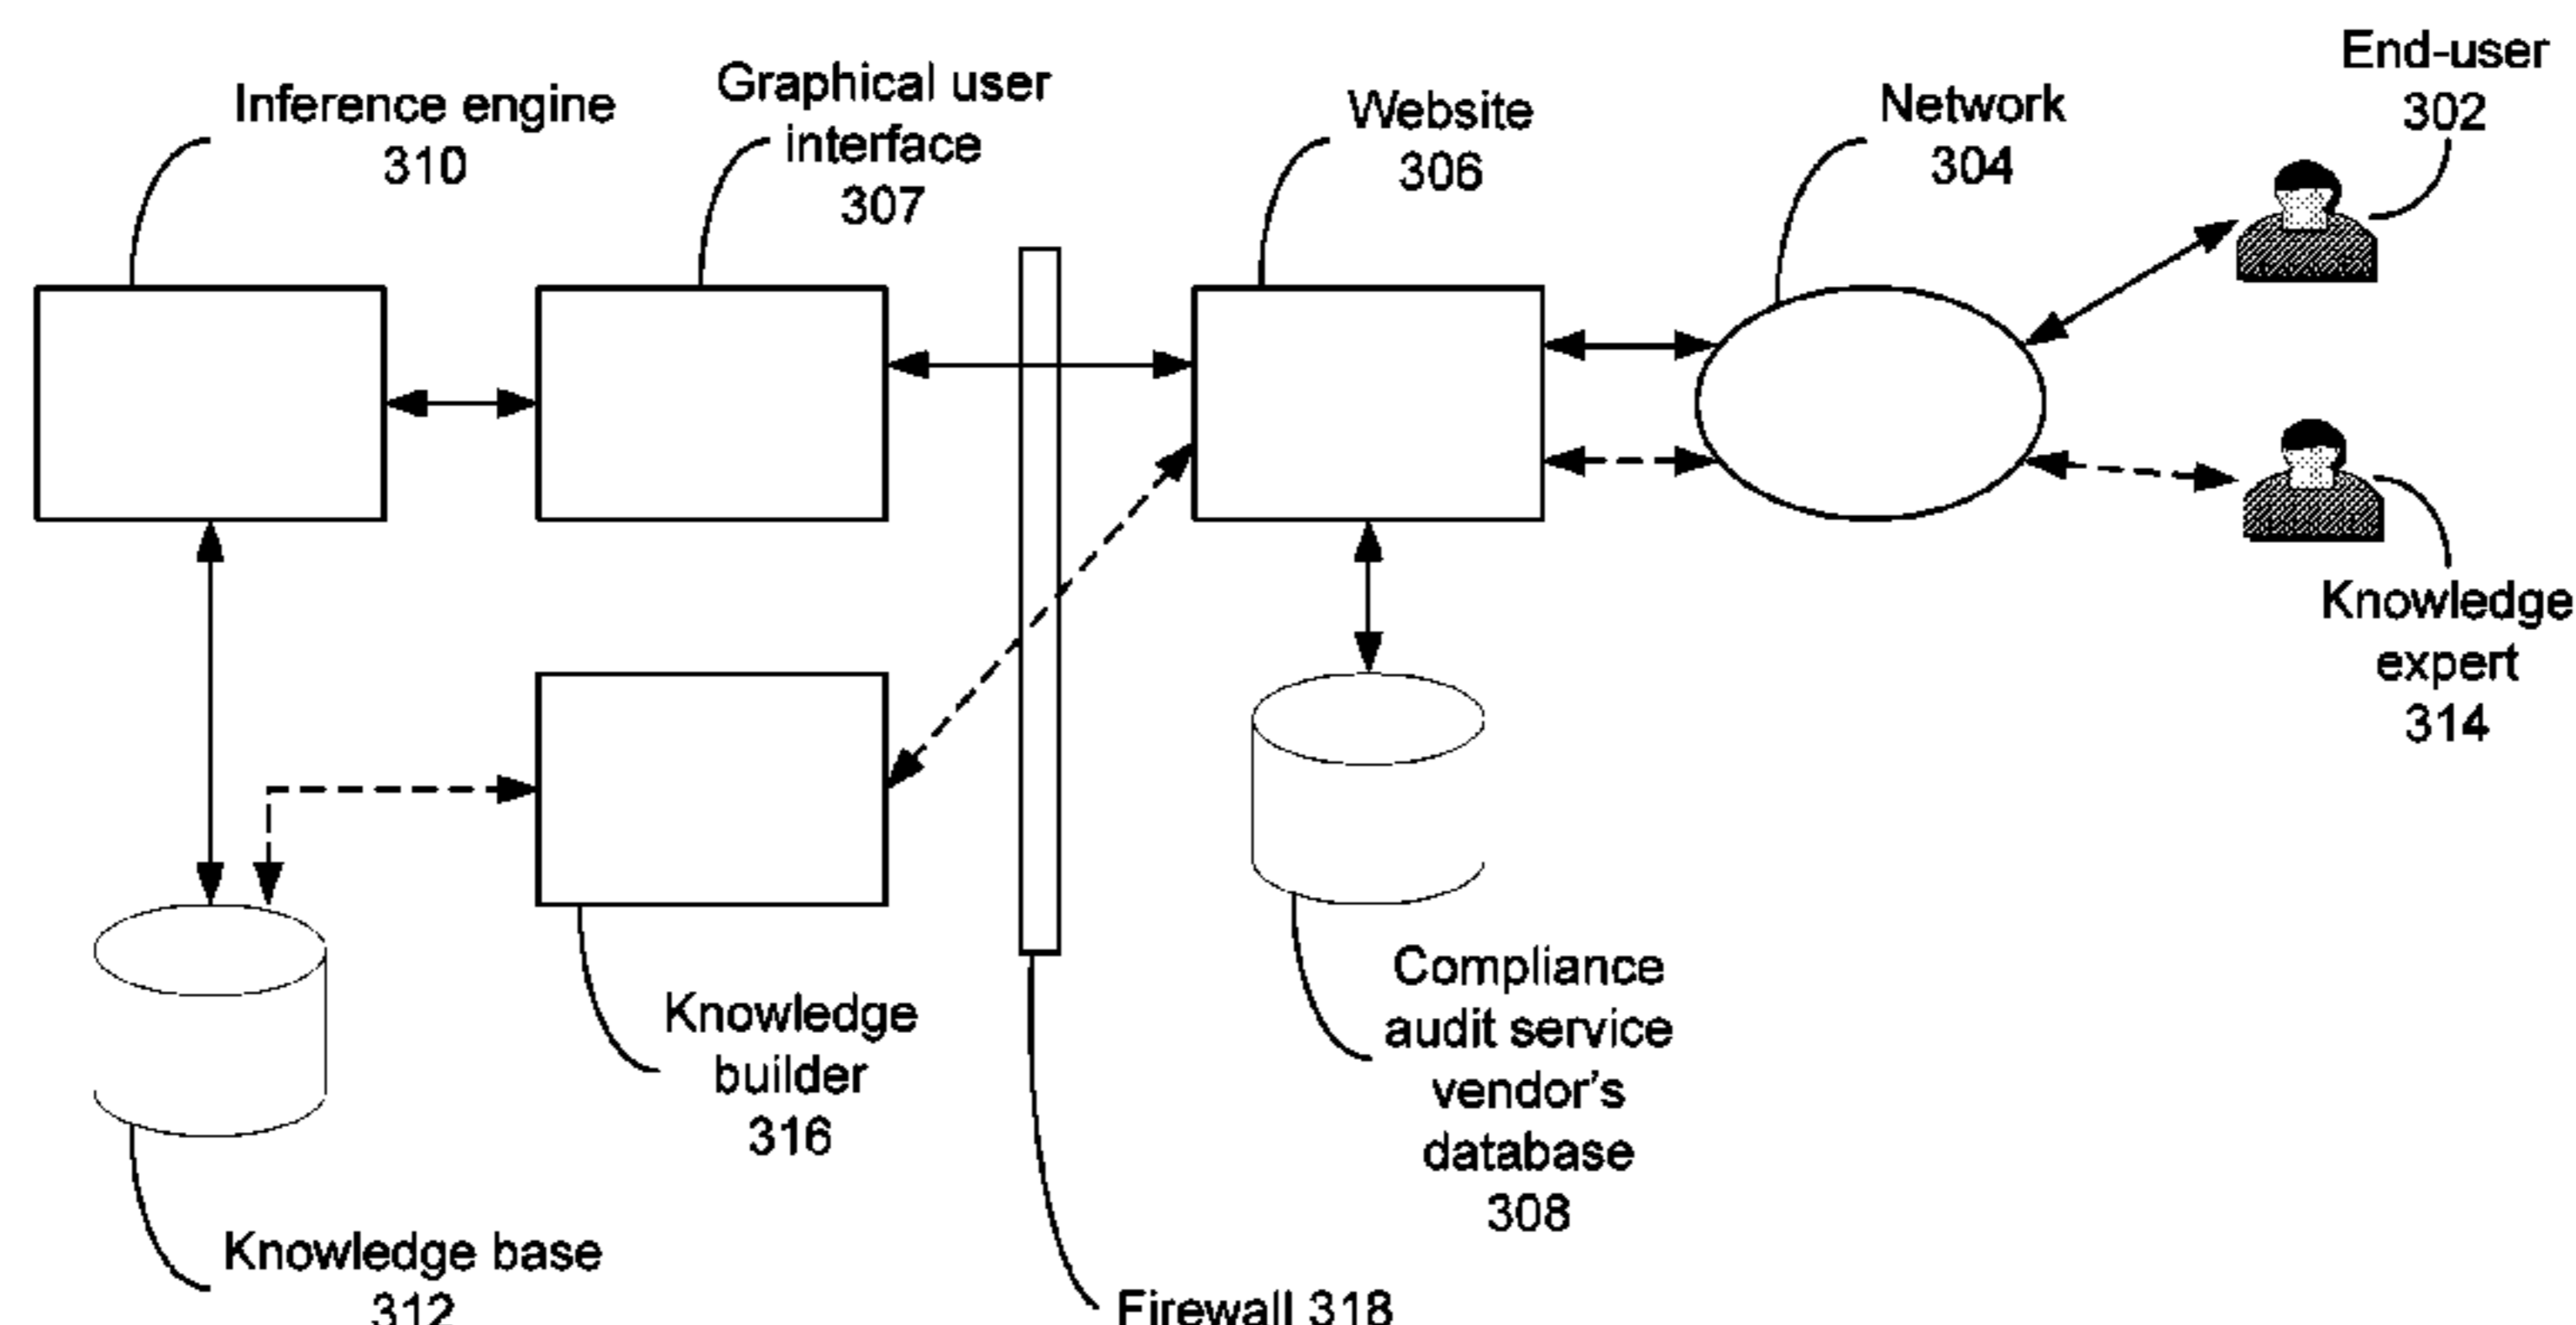 Inference engine
310
Graphical user
interface
307
Website
306
Network
304
End-user
302
Knowledge
expert
314
Knowledge
builder
316
Compliance
audit service
vendor's
database
308
Knowledge base
312
Firewall 318